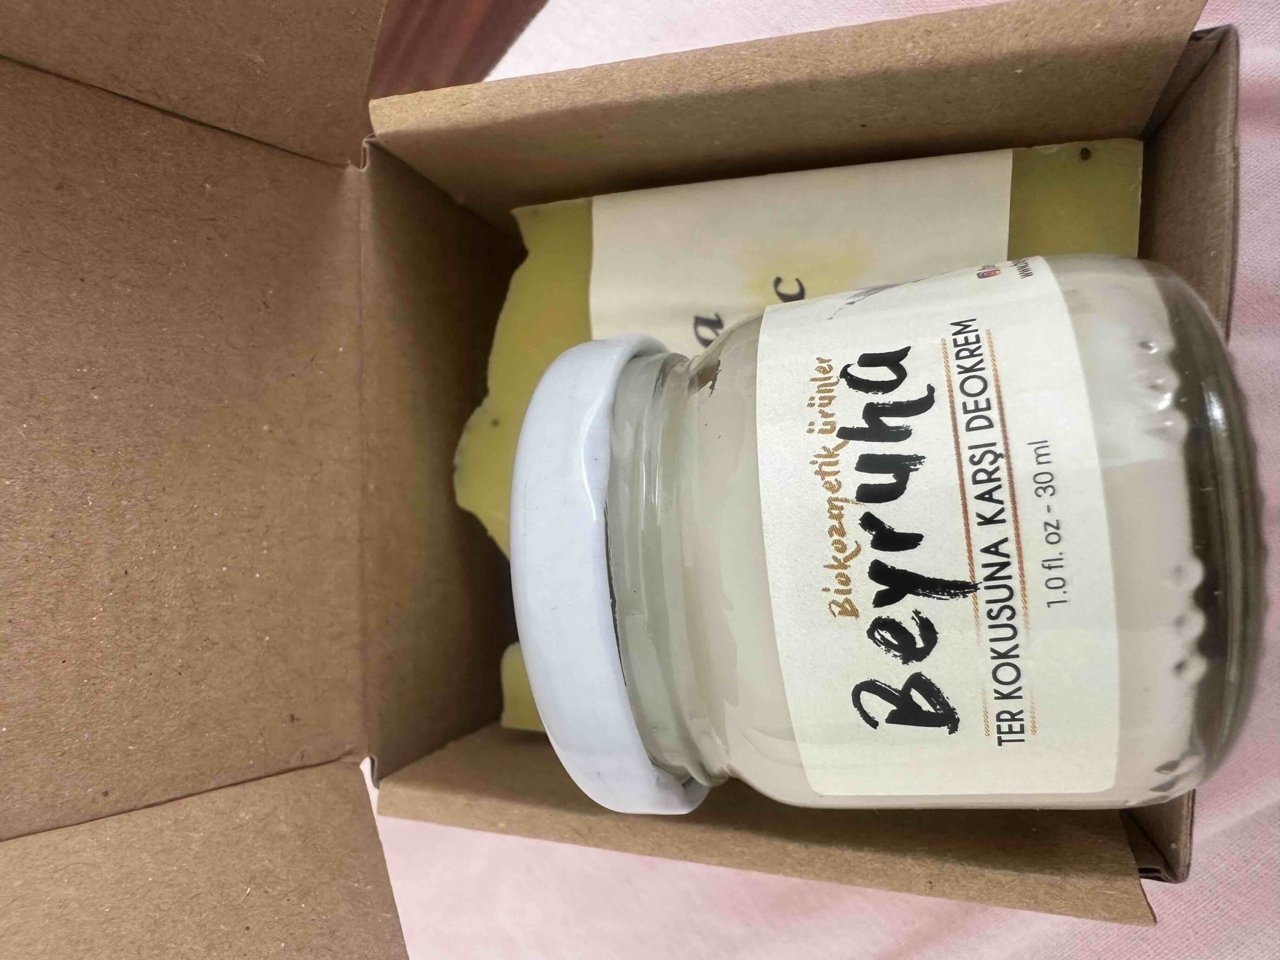 Biokozmetik ürünler
Beyruha
TER KOKUSUNA KARŞI DEOKREM
1.0 fl. oz - 30 ml